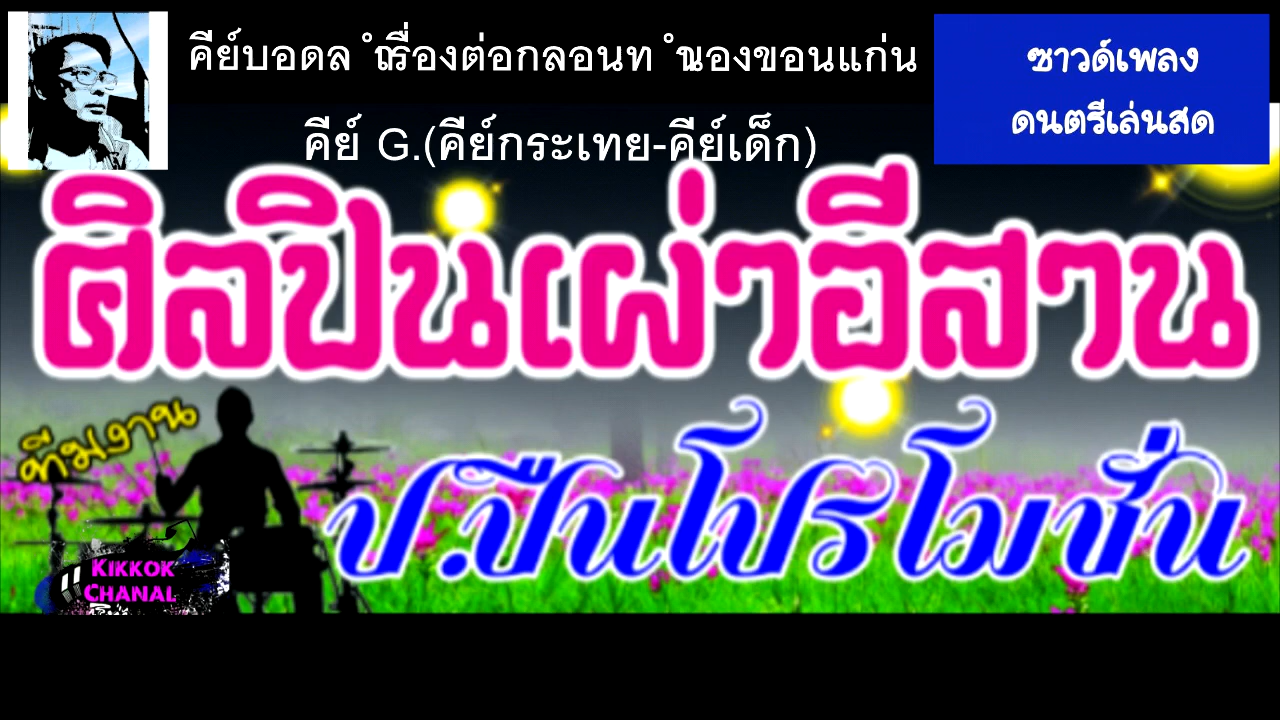 คีย์บอดลำเรื่องต่อกลอนทำนองขอนแก่น
คีย์ G.(คีย์กระเทย-คีย์เด็ก)
ซาวด์เพลง
ดนตรีเล่นสด
ศิลปินเผ่าอีสาน
ทีมงาน
ป.ปืนโปรโมชั่น
KIKKOK
CHANAL